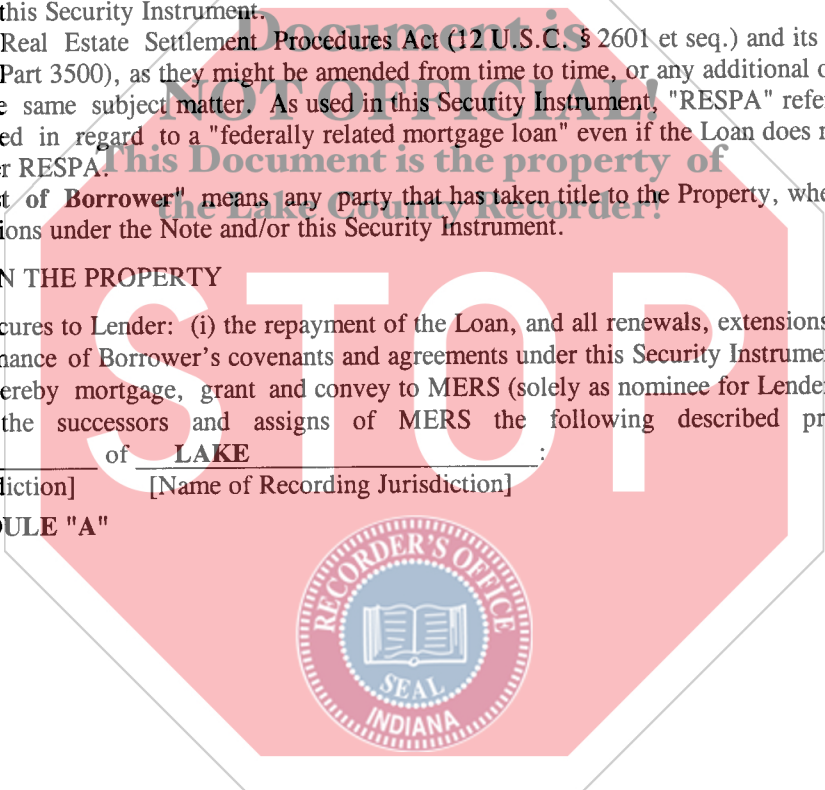 this Security Instrument.
Document is
Real Estate Settlement Procedures Act (12 U.S.C. § 2601 et seq.) and its
Part 3500), as they might be amended from time to time, or any additional o
NOT OFFICIAL!
e same subject matter. As used in this Security Instrument, "RESPA" refe
ed in regard to a "federally related mortgage loan" even if the Loan does n
r RESPA.
This Document is the property of
t of Borrower" means any party that has taken title to the Property, whe
the Lake County Recorder!
ions under the Note and/or this Security Instrument.
N THE PROPERTY
STOP
cures to Lender: (i) the repayment of the Loan, and all renewals, extensions
nance of Borrower's covenants and agreements under this Security Instrume
ereby mortgage, grant and convey to MERS (solely as nominee for Lender
the successors and assigns of MERS the following described pr
of LAKE :
diction] [Name of Recording Jurisdiction]
ULE "A"
RECORDER'S OFFICE
SEAL
INDIANA